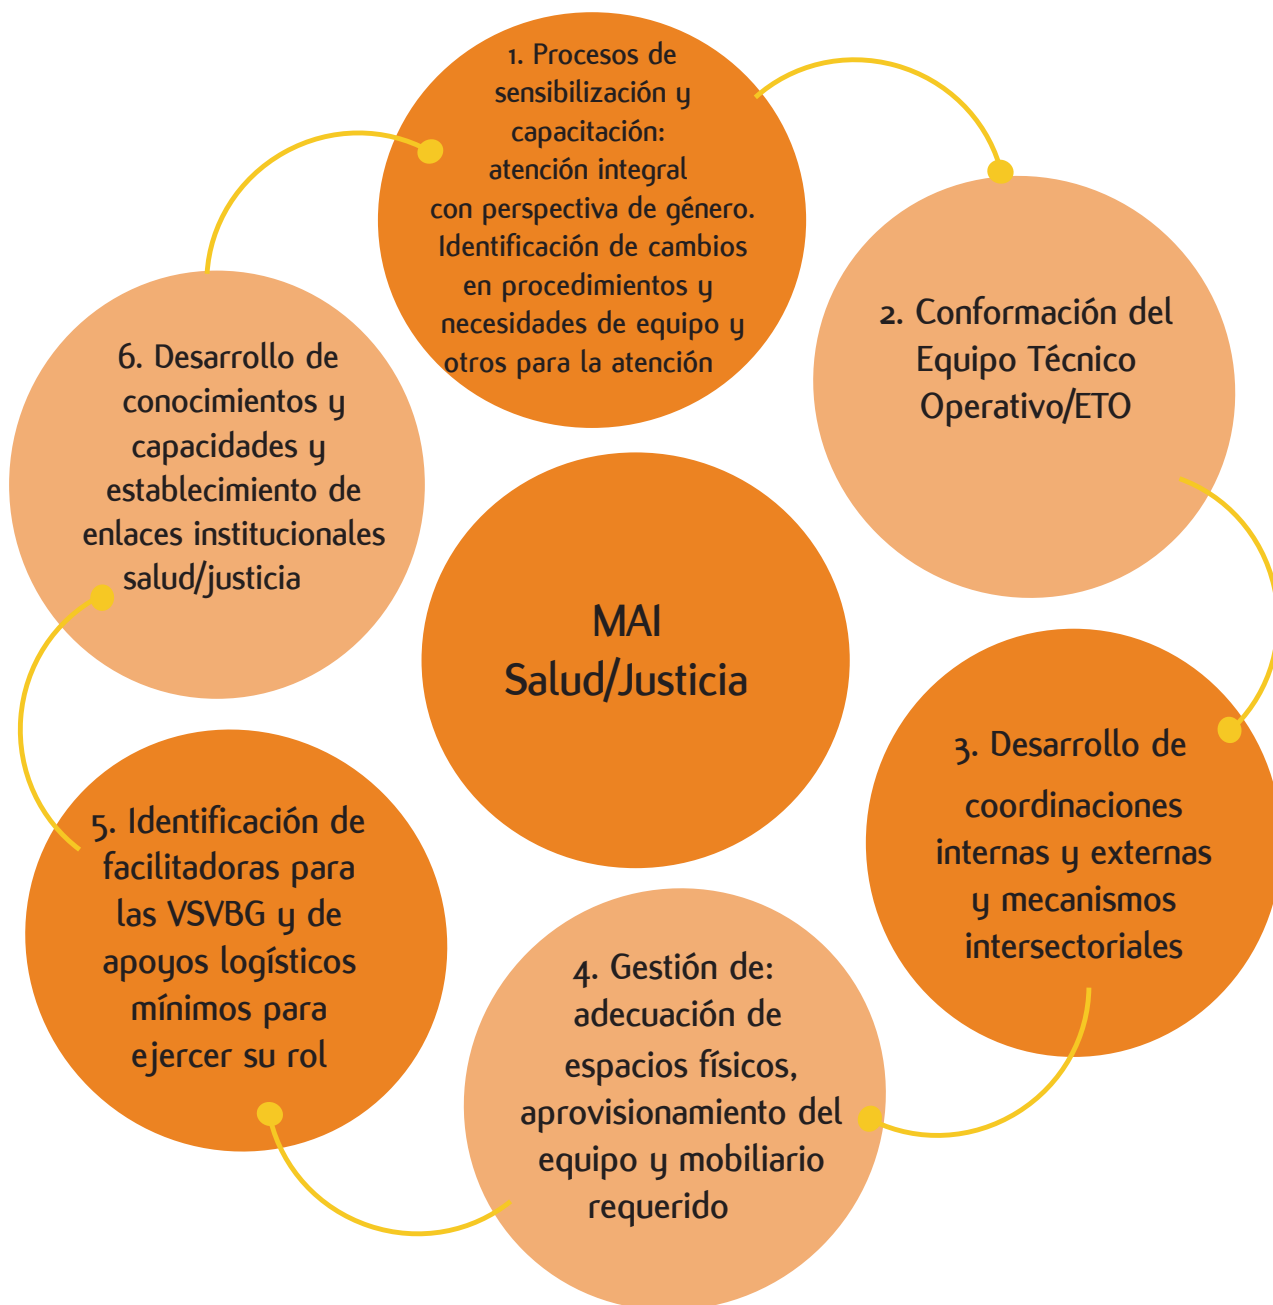 1. Procesos de
sensibilización y
capacitación:
atención integral
con perspectiva de género.
Identificación de cambios
en procedimientos y
necesidades de equipo y
otros para la atención
2. Conformación del
Equipo Técnico
Operativo/ETO
3. Desarrollo de
coordinaciones
internas y externas
y mecanismos
intersectoriales
4. Gestión de:
adecuación de
espacios físicos,
aprovisionamiento del
equipo y mobiliario
requerido
5. Identificación de
facilitadoras para
las VSVBG y de
apoyos logísticos
mínimos para
ejercer su rol
6. Desarrollo de
conocimientos y
capacidades y
establecimiento de
enlaces institucionales
salud/justicia
MAI
Salud/Justicia